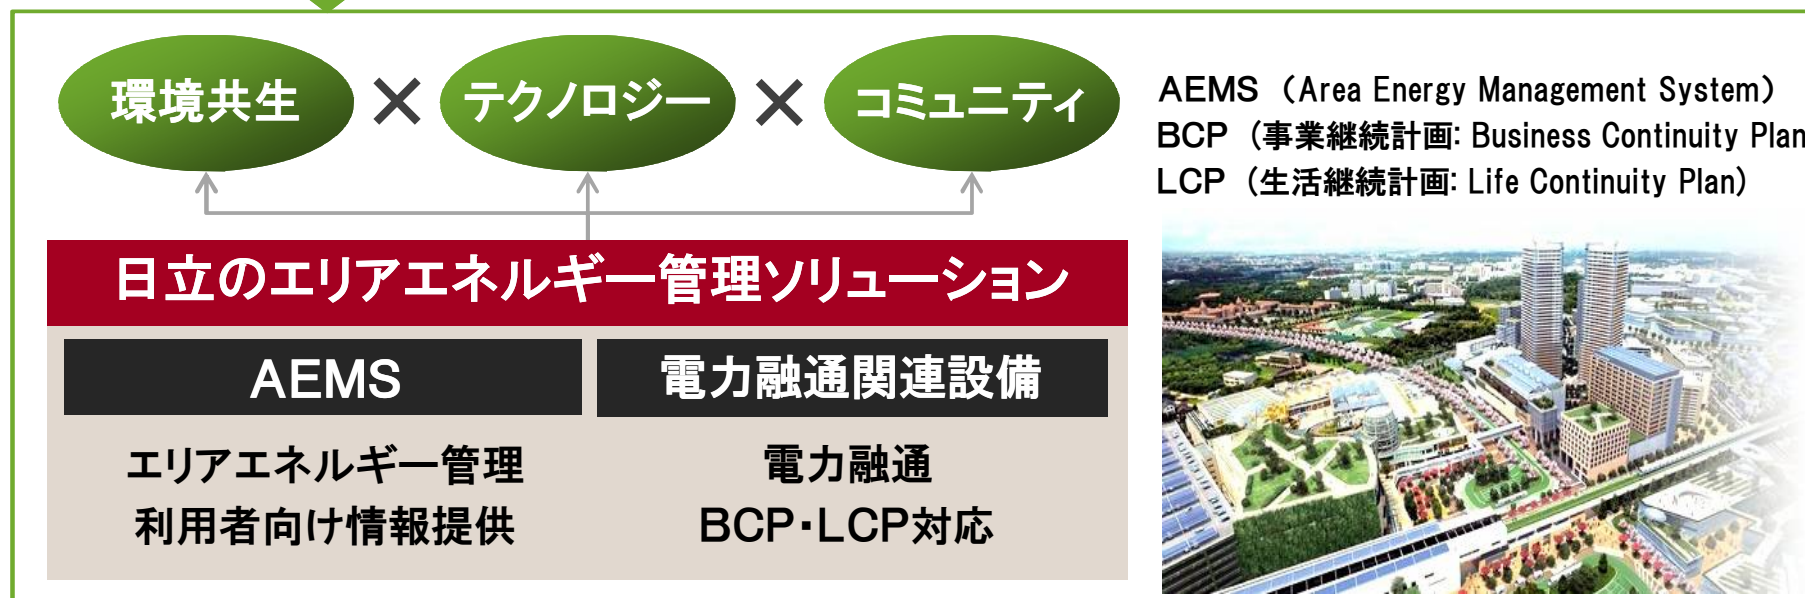 環境共生 × テクノロジー × コミュニティ
日立のエリアエネルギー管理ソリューション
AEMS
エリアエネルギー管理
利用者向け情報提供
電力融通関連設備
電力融通
BCP・LCP対応
AEMS (Area Energy Management System)
BCP (事業継続計画: Business Continuity Plan
LCP (生活継続計画: Life Continuity Plan)